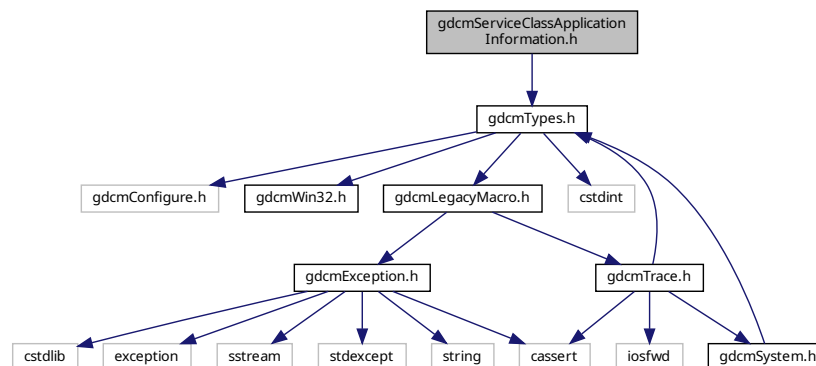 gdcmServiceClassApplication
Information.h
gdcmTypes.h
gdcmConfigure.h
gdcmWin32.h
gdcmLegacyMacro.h
cstdint
gdcmException.h
gdcmTrace.h
cstdlib
exception
sstream
stdexcept
string
cassert
iosfwd
gdcmSystem.h